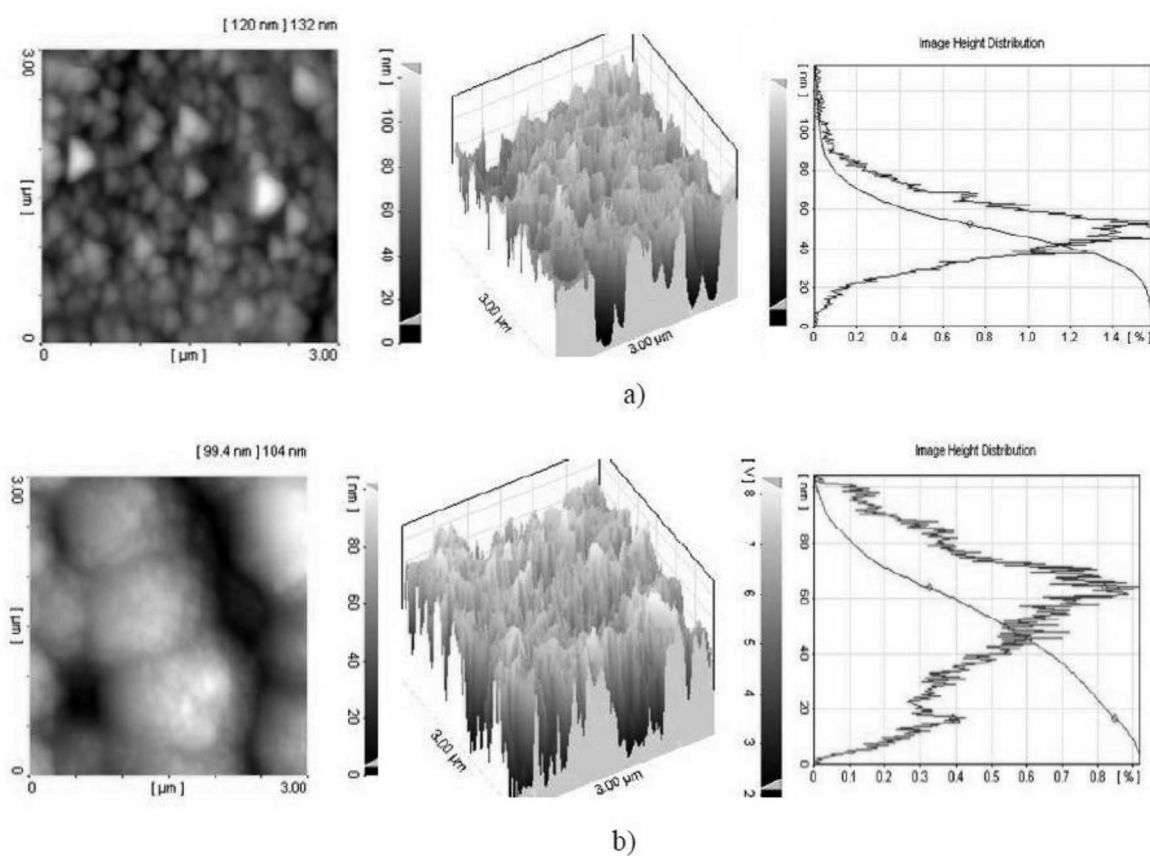 [ 120 nm ] 132 nm
3.00
[ µm ]
0
0
[ µm ]
3.00
[ nm ]
100
80
60
40
20
0
3.00 µm
3.00 µm
Image Height Distribution
[ nm ]
100
80
60
40
20
0
0
0.2
0.4
0.6
0.8
1.0
1.2
1.4
[ % ]
a)
[ 99.4 nm ] 104 nm
3.00
[ µm ]
0
0
[ µm ]
3.00
[ nm ]
80
60
40
20
0
3.00 µm
3.00 µm
[ V ]
8
7
6
5
4
3
2
Image Height Distribution
[ nm ]
80
60
40
20
0
0
0.1
0.2
0.3
0.4
0.5
0.6
0.7
0.8
[ % ]
b)